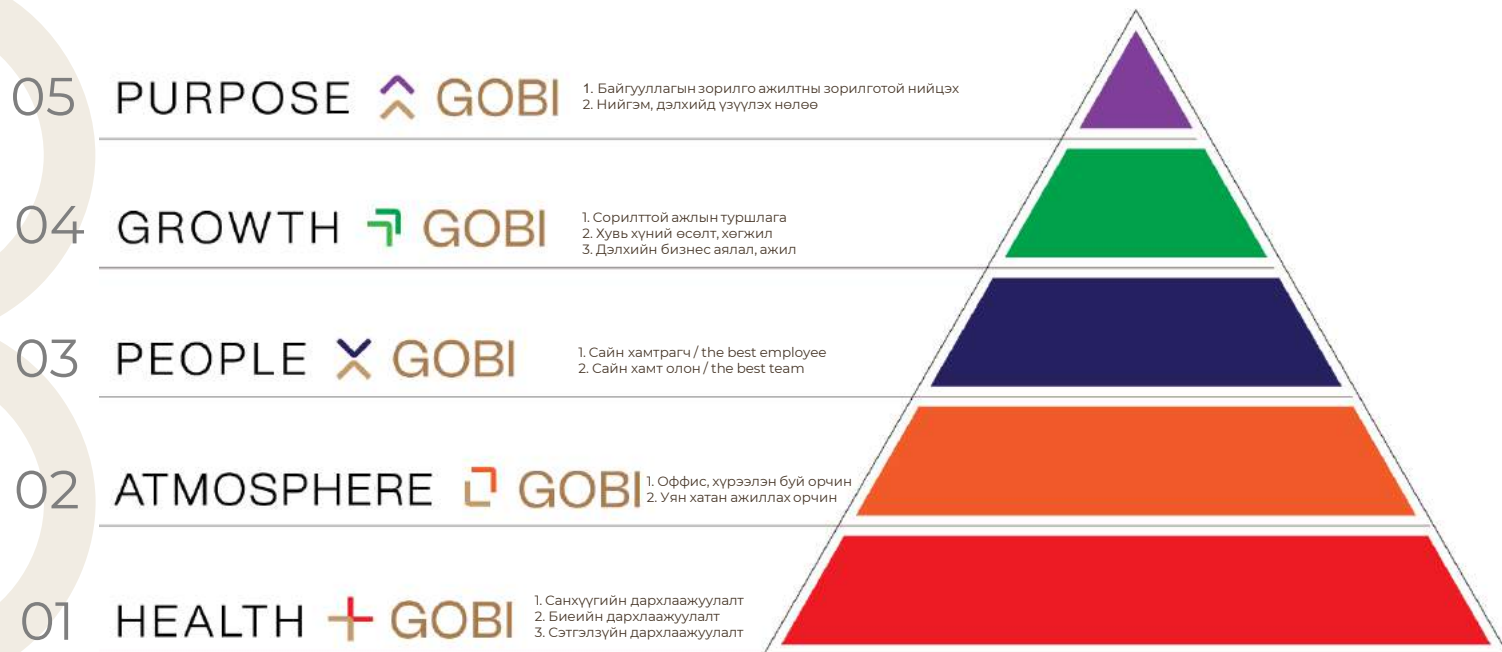 05 PURPOSE GOBI
1. Байгууллагын зорилго ажилтны зорилготой нийцэх
2. Нийгэм, дэлхийд үзүүлэх нөлөө
04 GROWTH GOBI
1. Сорилттой ажлын туршлага
2. Хувь хүний өсөлт, хөгжил
3. Дэлхийн бизнес аялал, ажил
03 PEOPLE GOBI
1. Сайн хамтрагч / the best employee
2. Сайн хамт олон / the best team
02 ATMOSPHERE GOBI
1. Оффис, хүрээлэн буй орчин
2. Уян хатан ажиллах орчин
01 HEALTH GOBI
1. Санхүүгийн дархлаажуулалт
2. Биеийн дархлаажуулалт
3. Сэтгэлзүйн дархлаажуулалт